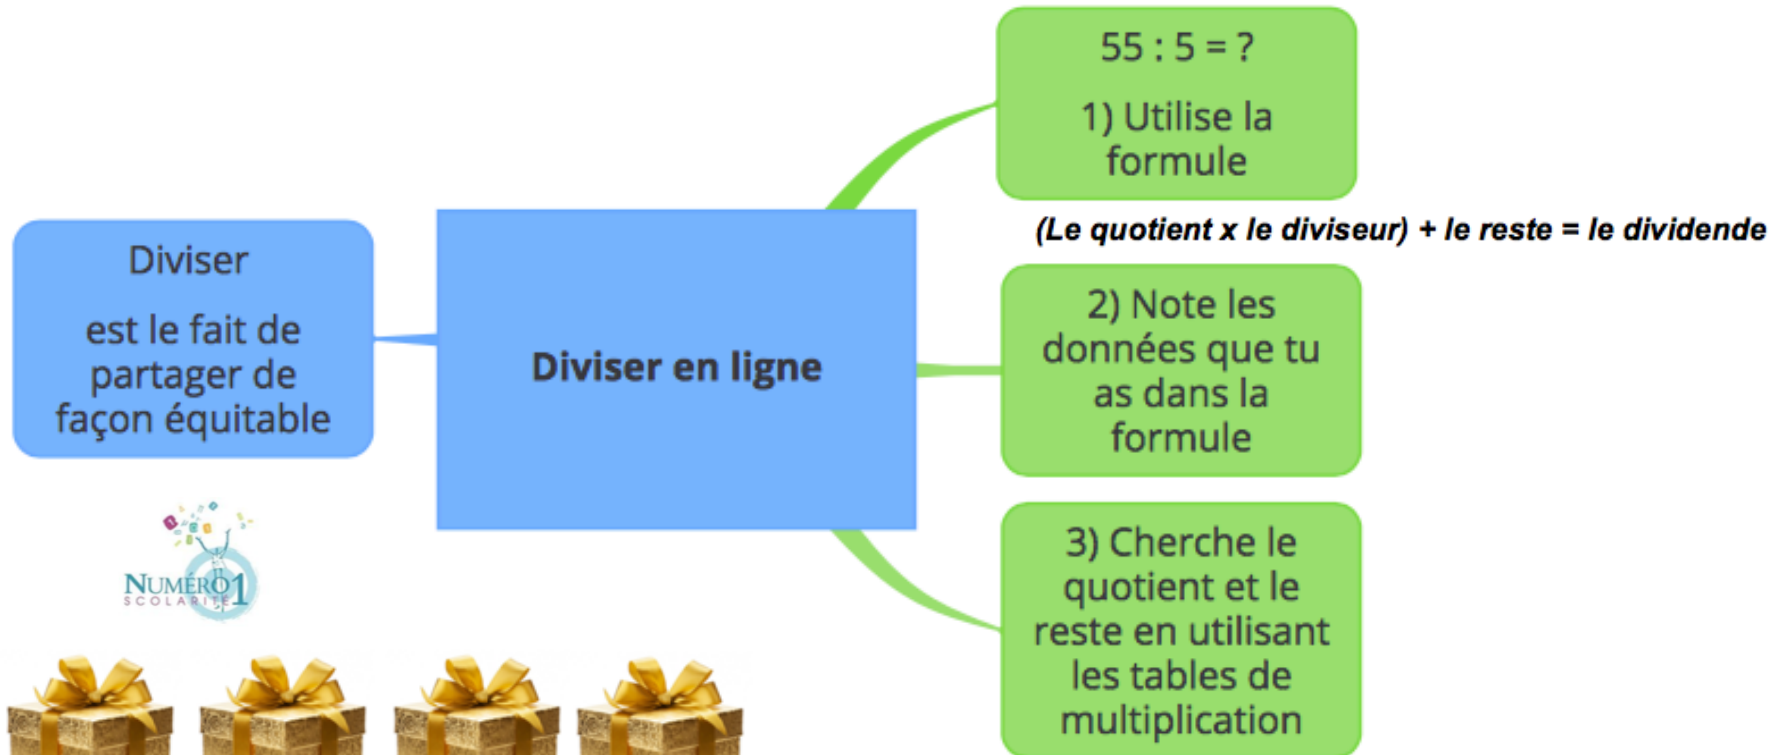 Diviser
est le fait de
partager de
façon équitable
Diviser en ligne
55 : 5 = ?
1) Utilise la
formule
(Le quotient x le diviseur) + le reste = le dividende
2) Note les
données que tu
as dans la
formule
3) Cherche le
quotient et le
reste en utilisant
les tables de
multiplication
NUMÉRO1
SCOLARITÉ